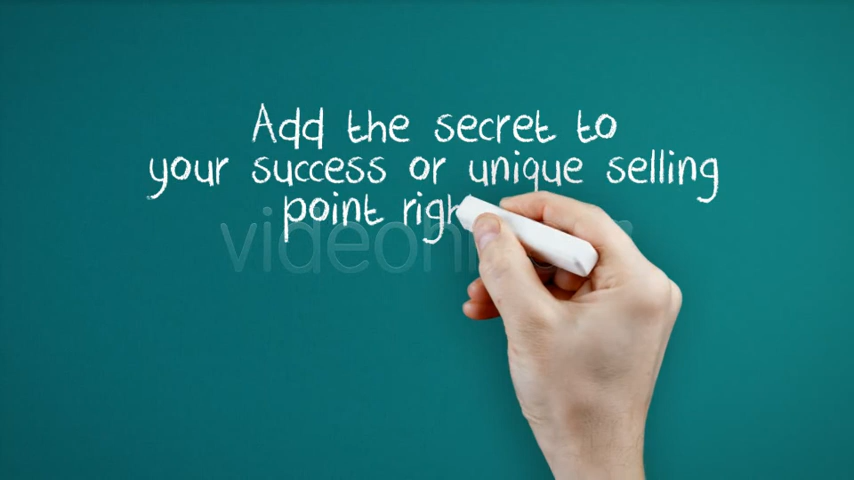 Add the secret to
your success or unique selling
point righ